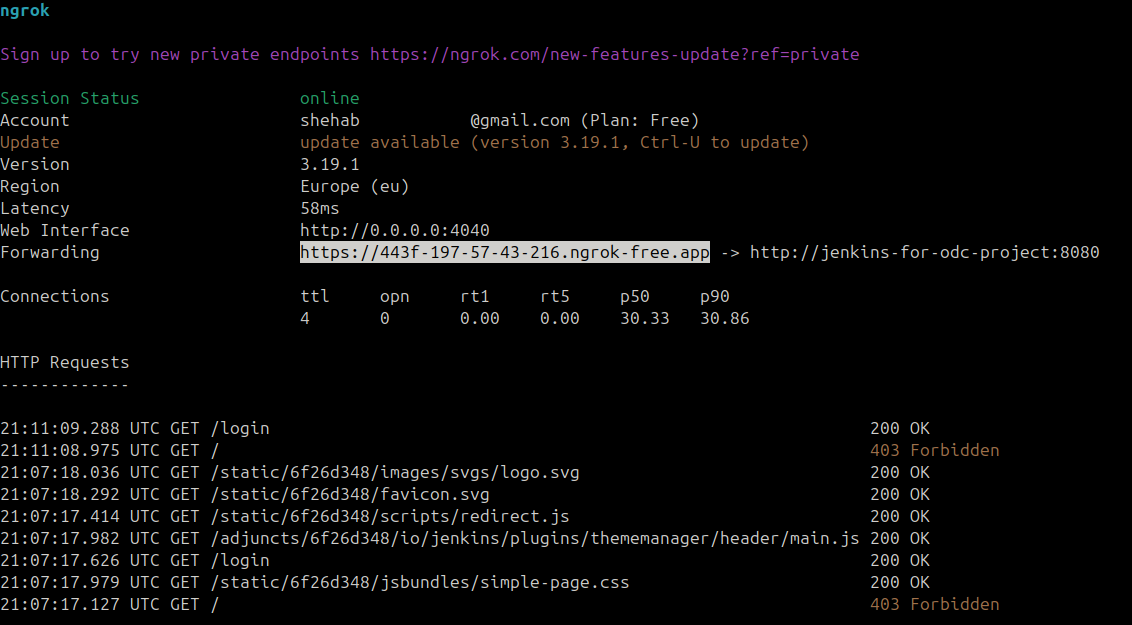 ngrok
Sign up to try new private endpoints https://ngrok.com/new-features-update?ref=private
Session Status online
Account shehab @gmail.com (Plan: Free)
Update update available (version 3.19.1, Ctrl-U to update)
Version 3.19.1
Region Europe (eu)
Latency 58ms
Web Interface http://0.0.0.0:4040
Forwarding https://443f-197-57-43-216.ngrok-free.app -> http://jenkins-for-odc-project:8080
Connections ttl opn rt1 rt5 p50 p90
4 0 0.00 0.00 30.33 30.86
HTTP Requests
-------------
21:11:09.288 UTC GET /login 200 OK
21:11:08.975 UTC GET / 403 Forbidden
21:07:18.036 UTC GET /static/6f26d348/images/svgs/logo.svg 200 OK
21:07:18.292 UTC GET /static/6f26d348/favicon.svg 200 OK
21:07:17.414 UTC GET /static/6f26d348/scripts/redirect.js 200 OK
21:07:17.982 UTC GET /adjuncts/6f26d348/io/jenkins/plugins/thememanager/header/main.js 200 OK
21:07:17.626 UTC GET /login 200 OK
21:07:17.979 UTC GET /static/6f26d348/jsbundles/simple-page.css 200 OK
21:07:17.127 UTC GET / 403 Forbidden